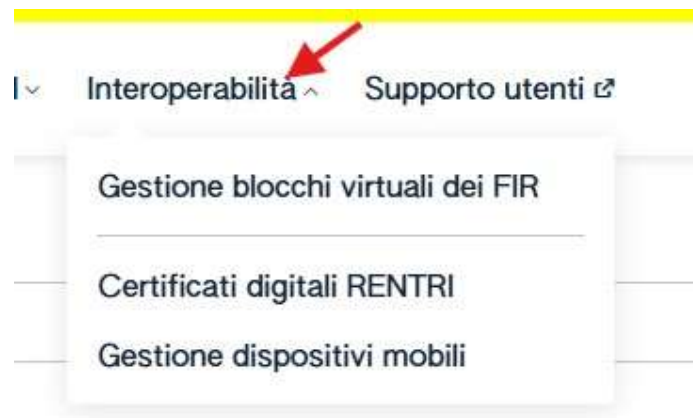 Interoperabilità Supporto utenti
Gestione blocchi virtuali dei FIR
Certificati digitali RENTRI
Gestione dispositivi mobili